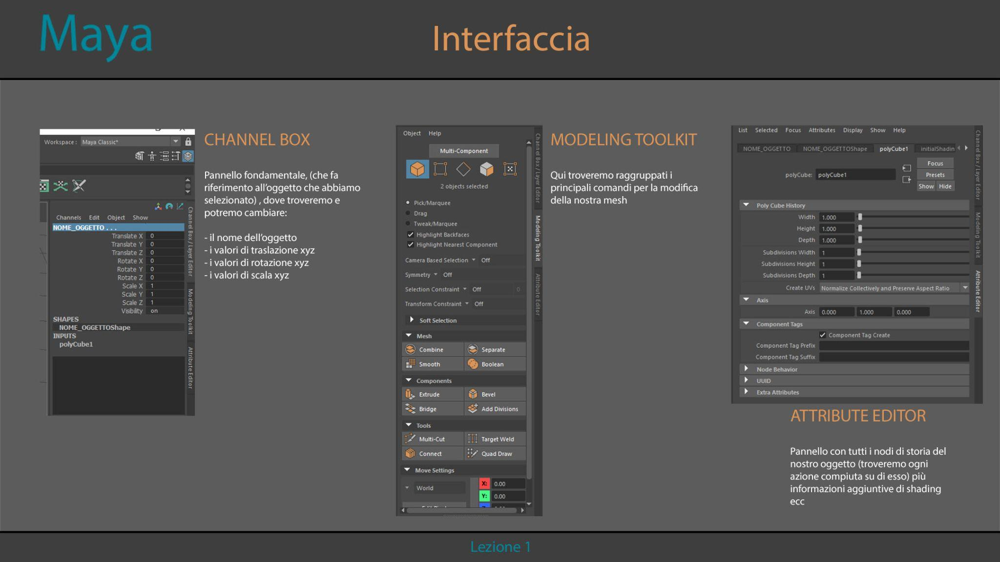 Maya
Interfaccia
Workspace: Maya Classic*
Channels Edit Object Show
NOME_OGGETTO . . .
Translate X 0
Translate Y 0
Translate Z 0
Rotate X 0
Rotate Y 0
Rotate Z 0
Scale X 1
Scale Y 1
Scale Z 1
Visibility on
SHAPES
NOME_OGGETTOShape
INPUTS
polyCube1
Channel Box / Layer Editor
Modeling Toolkit
Attribute Editor
CHANNEL BOX
Pannello fondamentale, (che fa
riferimento all'oggetto che abbiamo
selezionato) , dove troveremo e
potremo cambiare:
- il nome dell'oggetto
- i valori di traslazione xyz
- i valori di rotazione xyz
- i valori di scala xyz
Object Help
Multi-Component
2 objects selected
Pick/Marquee
Drag
Tweak/Marquee
Highlight Backfaces
Highlight Nearest Component
Camera Based Selection Off
Symmetry Off
Selection Constraint Off 0
Transform Constraint Off
Soft Selection
Mesh
Combine Separate
Smooth Boolean
Components
Extrude Bevel
Bridge Add Divisions
Tools
Multi-Cut Target Weld
Connect Quad Draw
Move Settings
World
X: 0.00
Y: 0.00
Channel Box / Layer Editor
Modeling Toolkit
Attribute Editor
MODELING TOOLKIT
Qui troveremo raggruppati i
principali comandi per la modifica
della nostra mesh
List Selected Focus Attributes Display Show Help
NOME_OGGETTO NOME_OGGETTOShape polyCube1 initialShadin
Focus
polyCube: polyCube1
Presets
Show Hide
Poly Cube History
Width 1.000
Height 1.000
Depth 1.000
Subdivisions Width 1
Subdivisions Height 1
Subdivisions Depth 1
Create UVs Normalize Collectively and Preserve Aspect Ratio
Axis
Axis 0.000 1.000 0.000
Component Tags
Component Tag Create
Component Tag Prefix
Component Tag Suffix
Node Behavior
UUID
Extra Attributes
Channel Box / Layer Editor
Modeling Toolkit
Attribute Editor
ATTRIBUTE EDITOR
Pannello con tutti i nodi di storia del
nostro oggetto (troveremo ogni
azione compiuta su di esso) più
informazioni aggiuntive di shading
ecc
Lezione 1